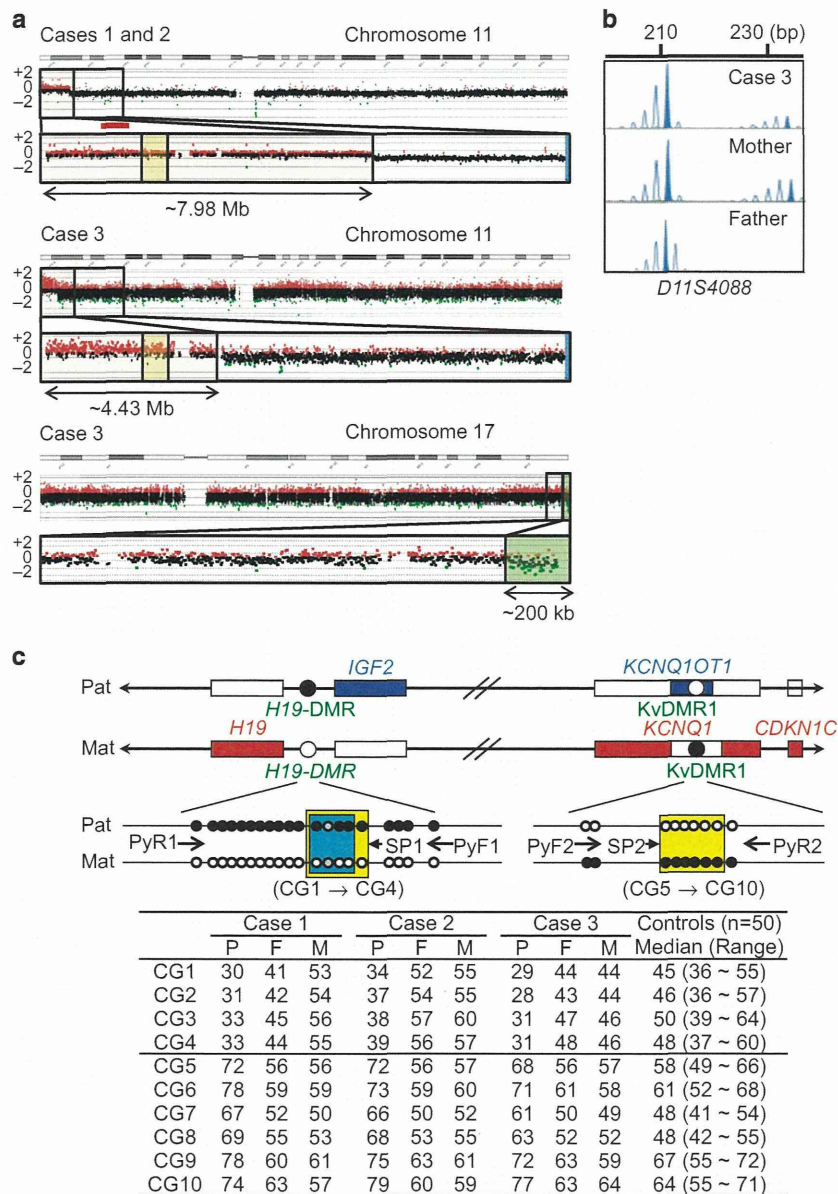 a
Cases 1 and 2 Chromosome 11
+2
0
−2
+2
0
−2
~7.98 Mb
Case 3 Chromosome 11
+2
0
−2
+2
0
−2
~4.43 Mb
Case 3 Chromosome 17
+2
0
−2
+2
0
−2
~200 kb
b
210 230 (bp)
Case 3
Mother
Father
D11S4088
c
IGF2 KCNQ1OT1
Pat
H19-DMR KvDMR1
H19 KCNQ1 CDKN1C
Mat
H19-DMR KvDMR1
Pat
PyR1 SP1 PyF1 PyF2 SP2 PyR2
Mat
(CG1 → CG4) (CG5 → CG10)
Case 1 Case 2 Case 3 Controls (n=50)
P F M P F M P F M Median (Range)
CG1 30 41 53 34 52 55 29 44 44 45 (36 ~ 55)
CG2 31 42 54 37 54 55 28 43 44 46 (36 ~ 57)
CG3 33 45 56 38 57 60 31 47 46 50 (39 ~ 64)
CG4 33 44 55 39 56 57 31 48 46 48 (37 ~ 60)
CG5 72 56 56 72 56 57 68 56 57 58 (49 ~ 66)
CG6 78 59 59 73 59 60 71 61 58 61 (52 ~ 68)
CG7 67 52 50 66 50 52 61 50 49 48 (41 ~ 54)
CG8 69 55 53 68 53 55 63 52 52 48 (42 ~ 55)
CG9 78 60 61 75 63 61 72 63 59 67 (55 ~ 72)
CG10 74 63 57 79 60 59 77 63 64 64 (55 ~ 71)